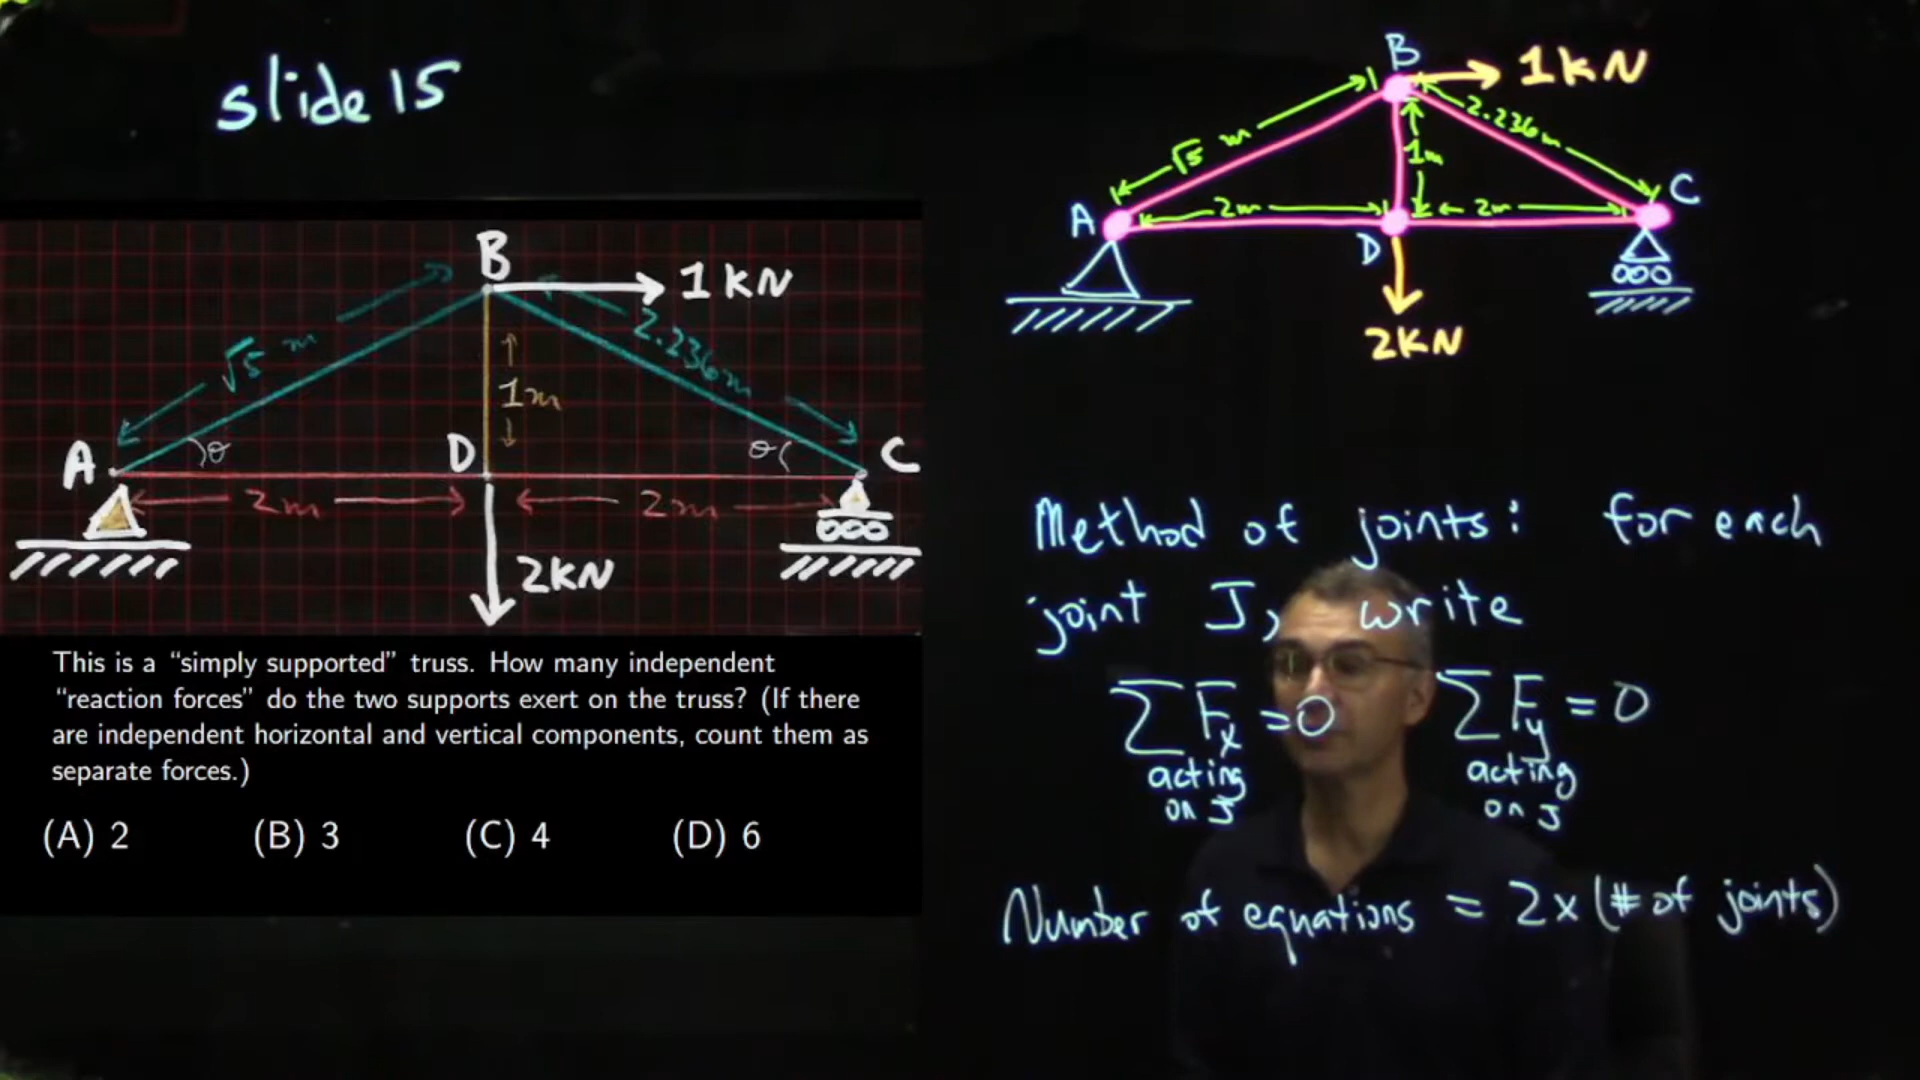 slide 15
B
1KN
√5 m
2.236m
1m
A
θ
D
θ
C
2m
2m
2KN
This is a “simply supported” truss. How many independent
“reaction forces” do the two supports exert on the truss? (If there
are independent horizontal and vertical components, count them as
separate forces.)
(A) 2 (B) 3 (C) 4 (D) 6
B
1KN
√5 m
2.236m
1m
A
2m
2m
C
D
2KN
Method of joints: for each
joint J, write
∑ Fx = 0 ∑ Fy = 0
acting acting
on J on J
Number of equations = 2x (# of joints)